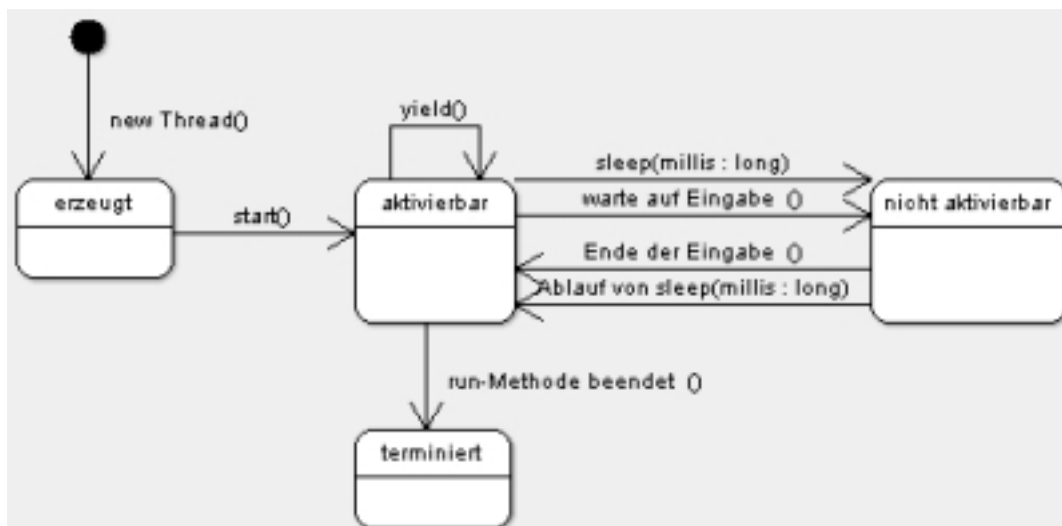 new Thread()
yield()
erzeugt
start()
aktivierbar
sleep(millis : long)
warte auf Eingabe ()
nicht aktivierbar
Ende der Eingabe ()
Ablauf von sleep(millis : long)
run-Methode beendet ()
terminiert